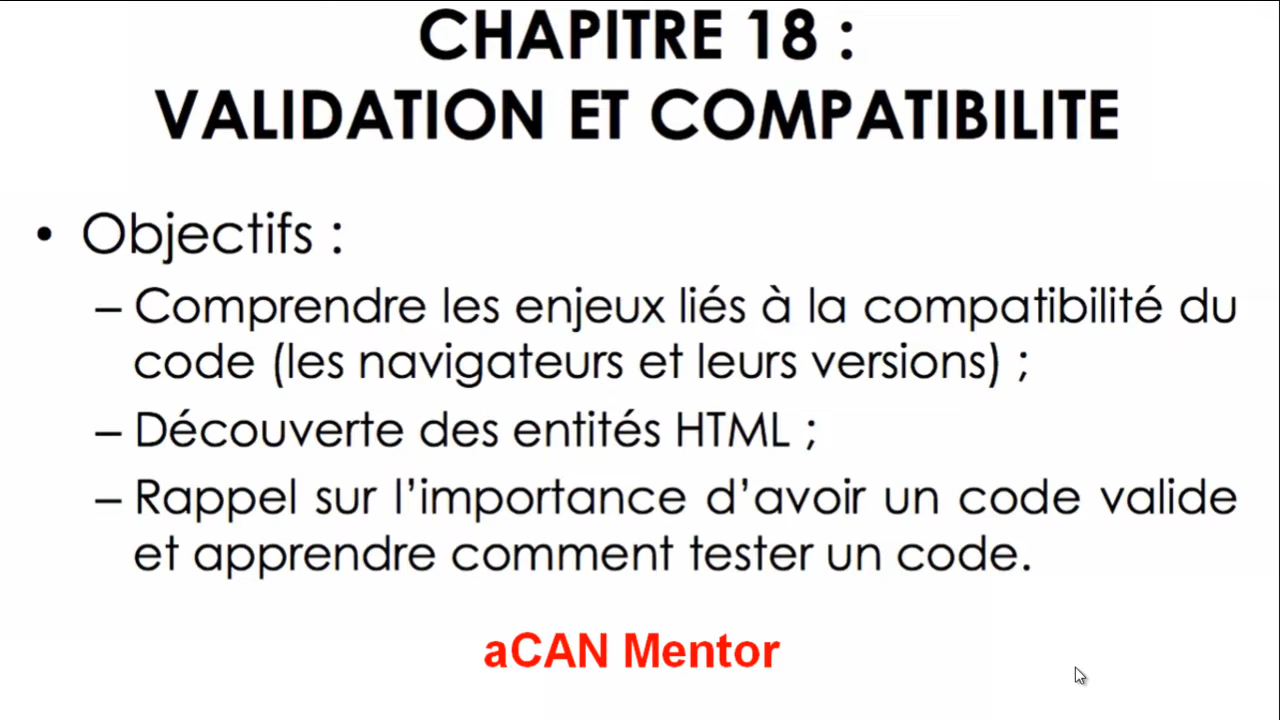 CHAPITRE 18 :
VALIDATION ET COMPATIBILITE
• Objectifs :
– Comprendre les enjeux liés à la compatibilité du
code (les navigateurs et leurs versions) ;
– Découverte des entités HTML ;
– Rappel sur l’importance d’avoir un code valide
et apprendre comment tester un code.
aCAN Mentor